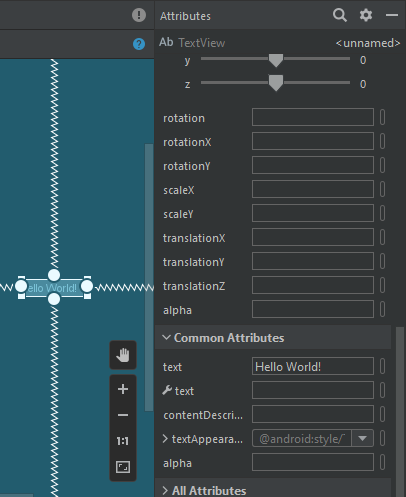 Attributes
Ab TextView <unnamed>
y 0
z 0
rotation
rotationX
rotationY
scaleX
scaleY
translationX
translationY
translationZ
alpha
Hello World!
Common Attributes
text Hello World!
text
contentDescri...
textAppeara... @android:style/
alpha
1:1
All Attributes